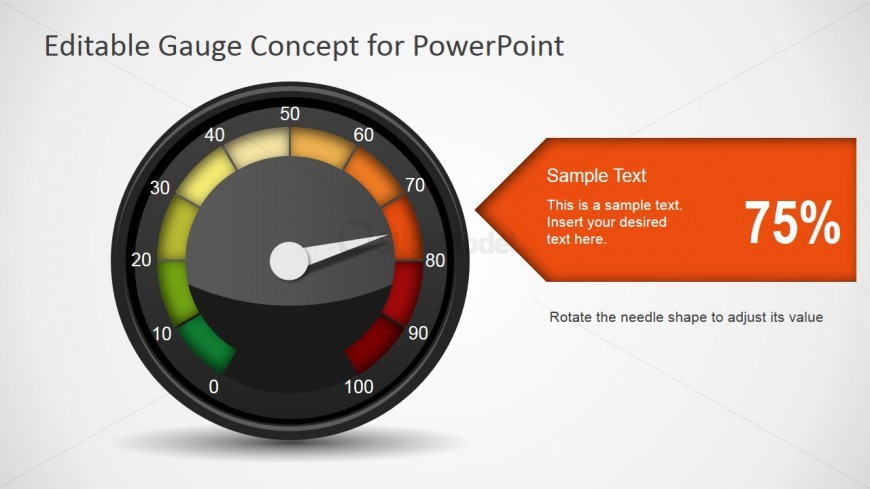 Editable Gauge Concept for PowerPoint
50
40
60
30
70
20
80
10
90
0
100
Sample Text
This is a sample text.
Insert your desired
text here.
75%
Rotate the needle shape to adjust its value